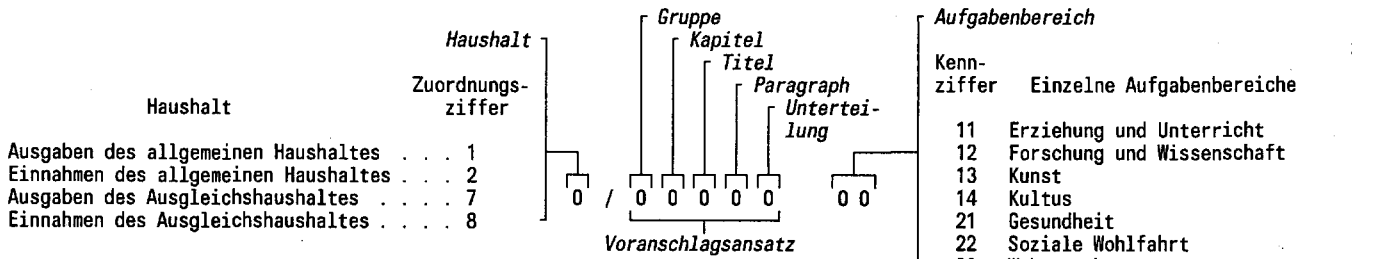 Gruppe
Aufgabenbereich
Haushalt
Kapitel
Titel
Kenn-
Zuordnungs-
Paragraph
ziffer Einzelne Aufgabenbereiche
Haushalt
ziffer
Untertei-
lung
11 Erziehung und Unterricht
Ausgaben des allgemeinen Haushaltes . . . 1
12 Forschung und Wissenschaft
Einnahmen des allgemeinen Haushaltes . . . 2
13 Kunst
Ausgaben des Ausgleichshaushaltes . . . . 7
0 / 0 0 0 0 0 0 0
14 Kultus
Einnahmen des Ausgleichshaushaltes . . . . 8
21 Gesundheit
Voranschlagsansatz
22 Soziale Wohlfahrt